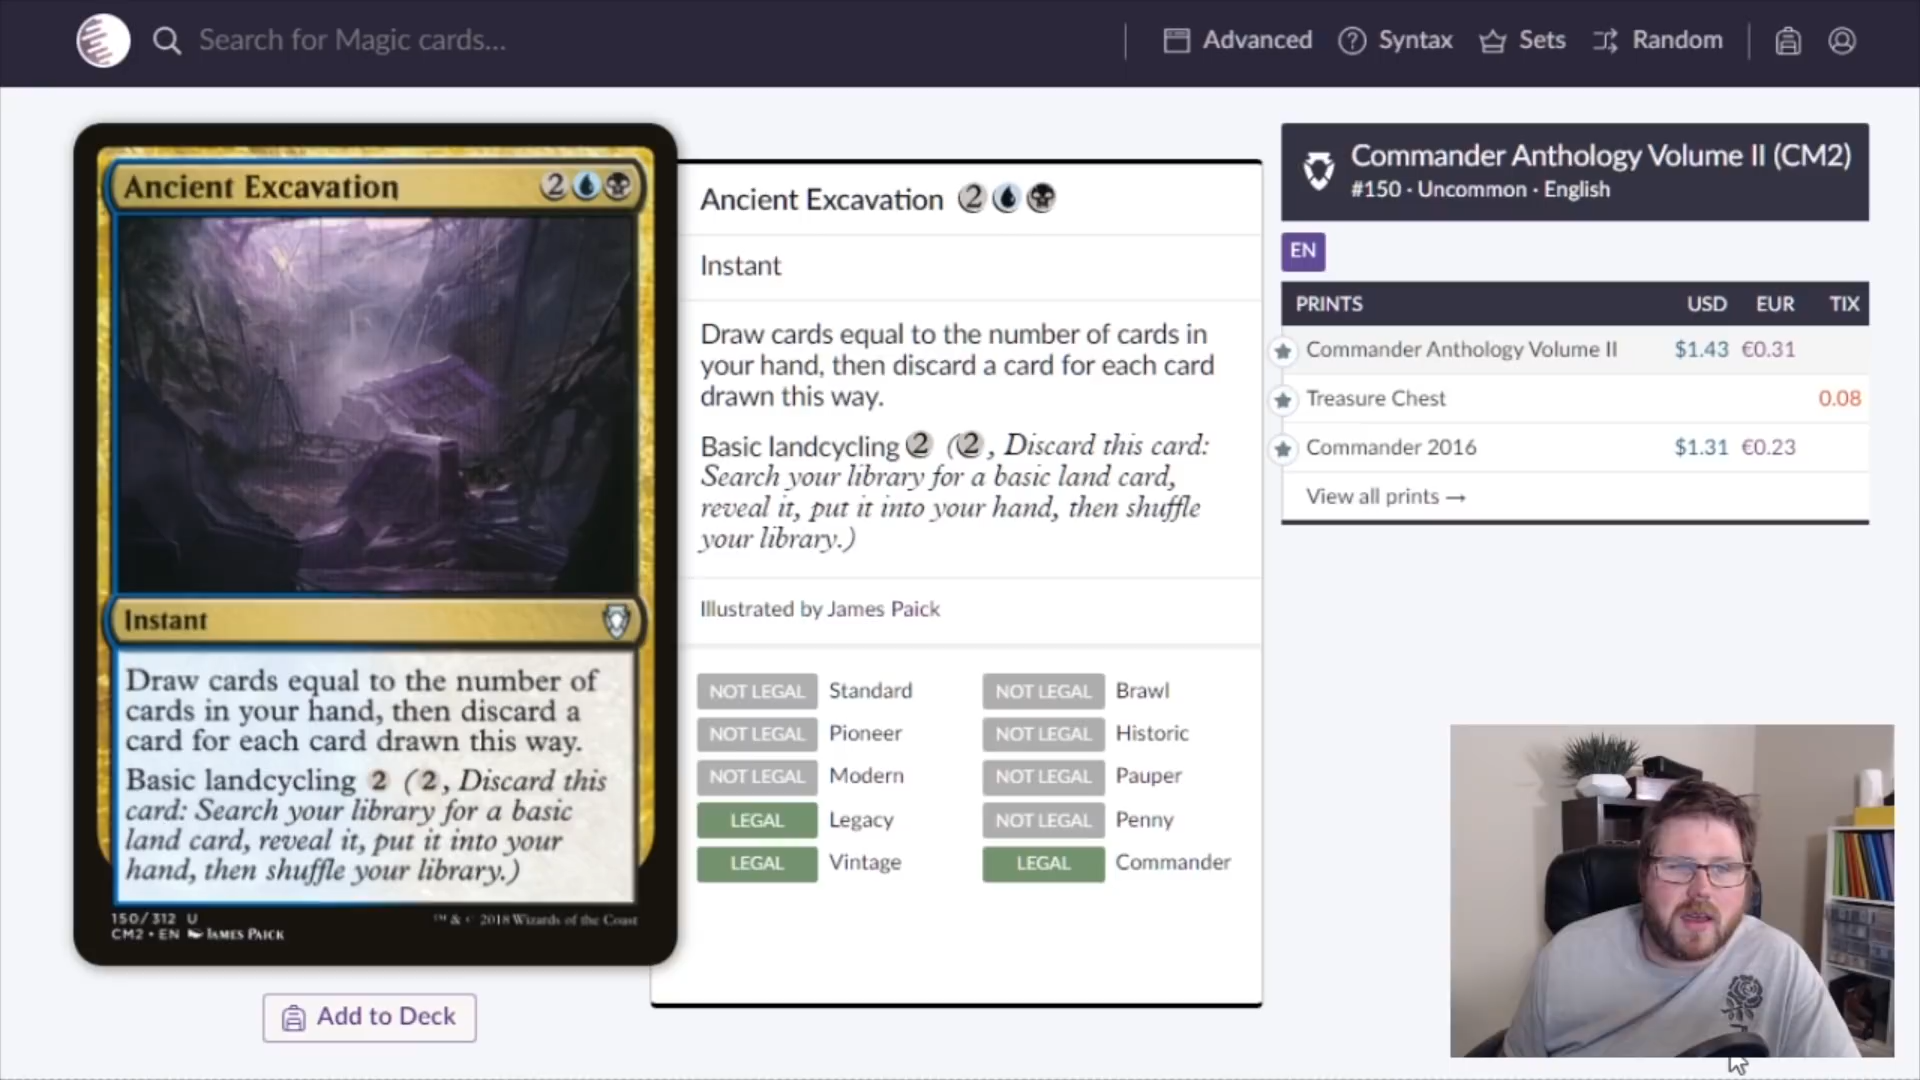 Search for Magic cards...
Advanced
Syntax
Sets
Random
Ancient Excavation 2
Instant
Draw cards equal to the number of
cards in your hand, then discard a
card for each card drawn this way.
Basic landcycling 2 (2, Discard this
card: Search your library for a basic
land card, reveal it, put it into your
hand, then shuffle your library.)
150/312 U
CM2 • EN JAMES PAICK
™ & © 2018 Wizards of the Coast
Add to Deck
Ancient Excavation 2
Instant
Draw cards equal to the number of cards in
your hand, then discard a card for each card
drawn this way.
Basic landcycling 2 (2, Discard this card:
Search your library for a basic land card,
reveal it, put it into your hand, then shuffle
your library.)
Illustrated by James Paick
NOT LEGAL Standard
NOT LEGAL Brawl
NOT LEGAL Pioneer
NOT LEGAL Historic
NOT LEGAL Modern
NOT LEGAL Pauper
LEGAL Legacy
NOT LEGAL Penny
LEGAL Vintage
LEGAL Commander
Commander Anthology Volume II (CM2)
#150 · Uncommon · English
EN
PRINTS USD EUR TIX
Commander Anthology Volume II $1.43 €0.31
Treasure Chest 0.08
Commander 2016 $1.31 €0.23
View all prints →